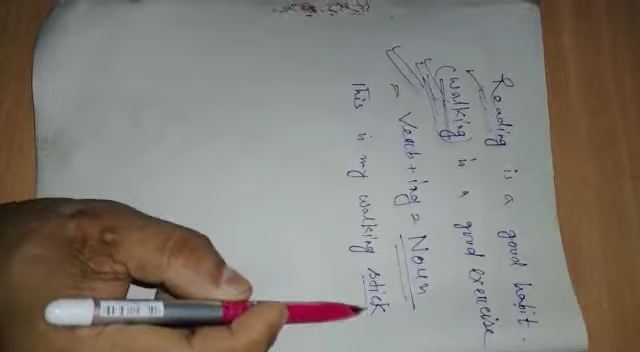 Reading is a good habit.
(walking) is a good exercise
= Verb + ing = Noun
This is my walking stick